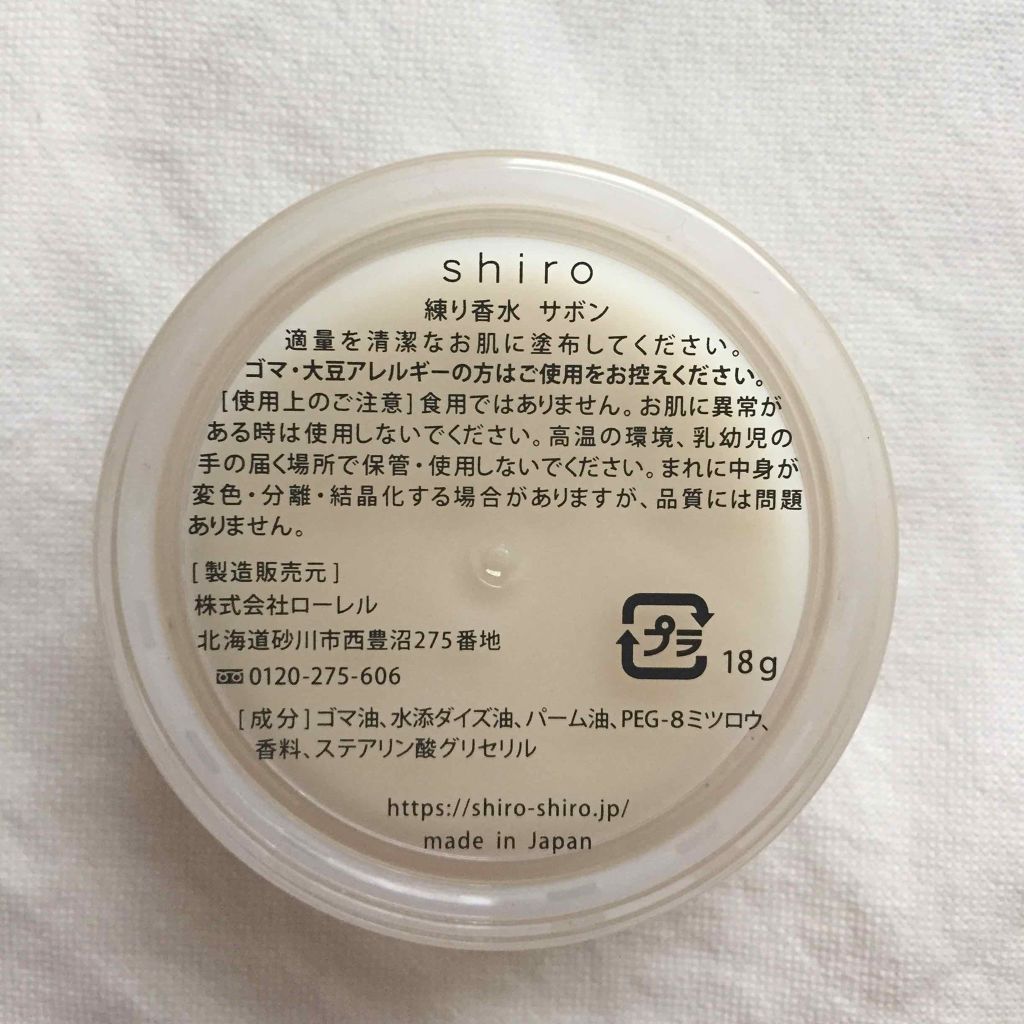 shiro
練り香水 サボン
適量を清潔なお肌に塗布してください。
ゴマ・大豆アレルギーの方はご使用をお控えください。
[使用上のご注意]食用ではありません。お肌に異常が
ある時は使用しないでください。高温の環境、乳幼児の
手の届く場所で保管・使用しないでください。まれに中身が
変色・分離・結晶化する場合がありますが、品質には問題
ありません。
[製造販売元]
株式会社ローレル
北海道砂川市西豊沼275番地
0120-275-606
プラ
18g
[成分]ゴマ油、水添ダイズ油、パーム油、PEG-8ミツロウ、
香料、ステアリン酸グリセリル
https://shiro-shiro.jp/
made in Japan